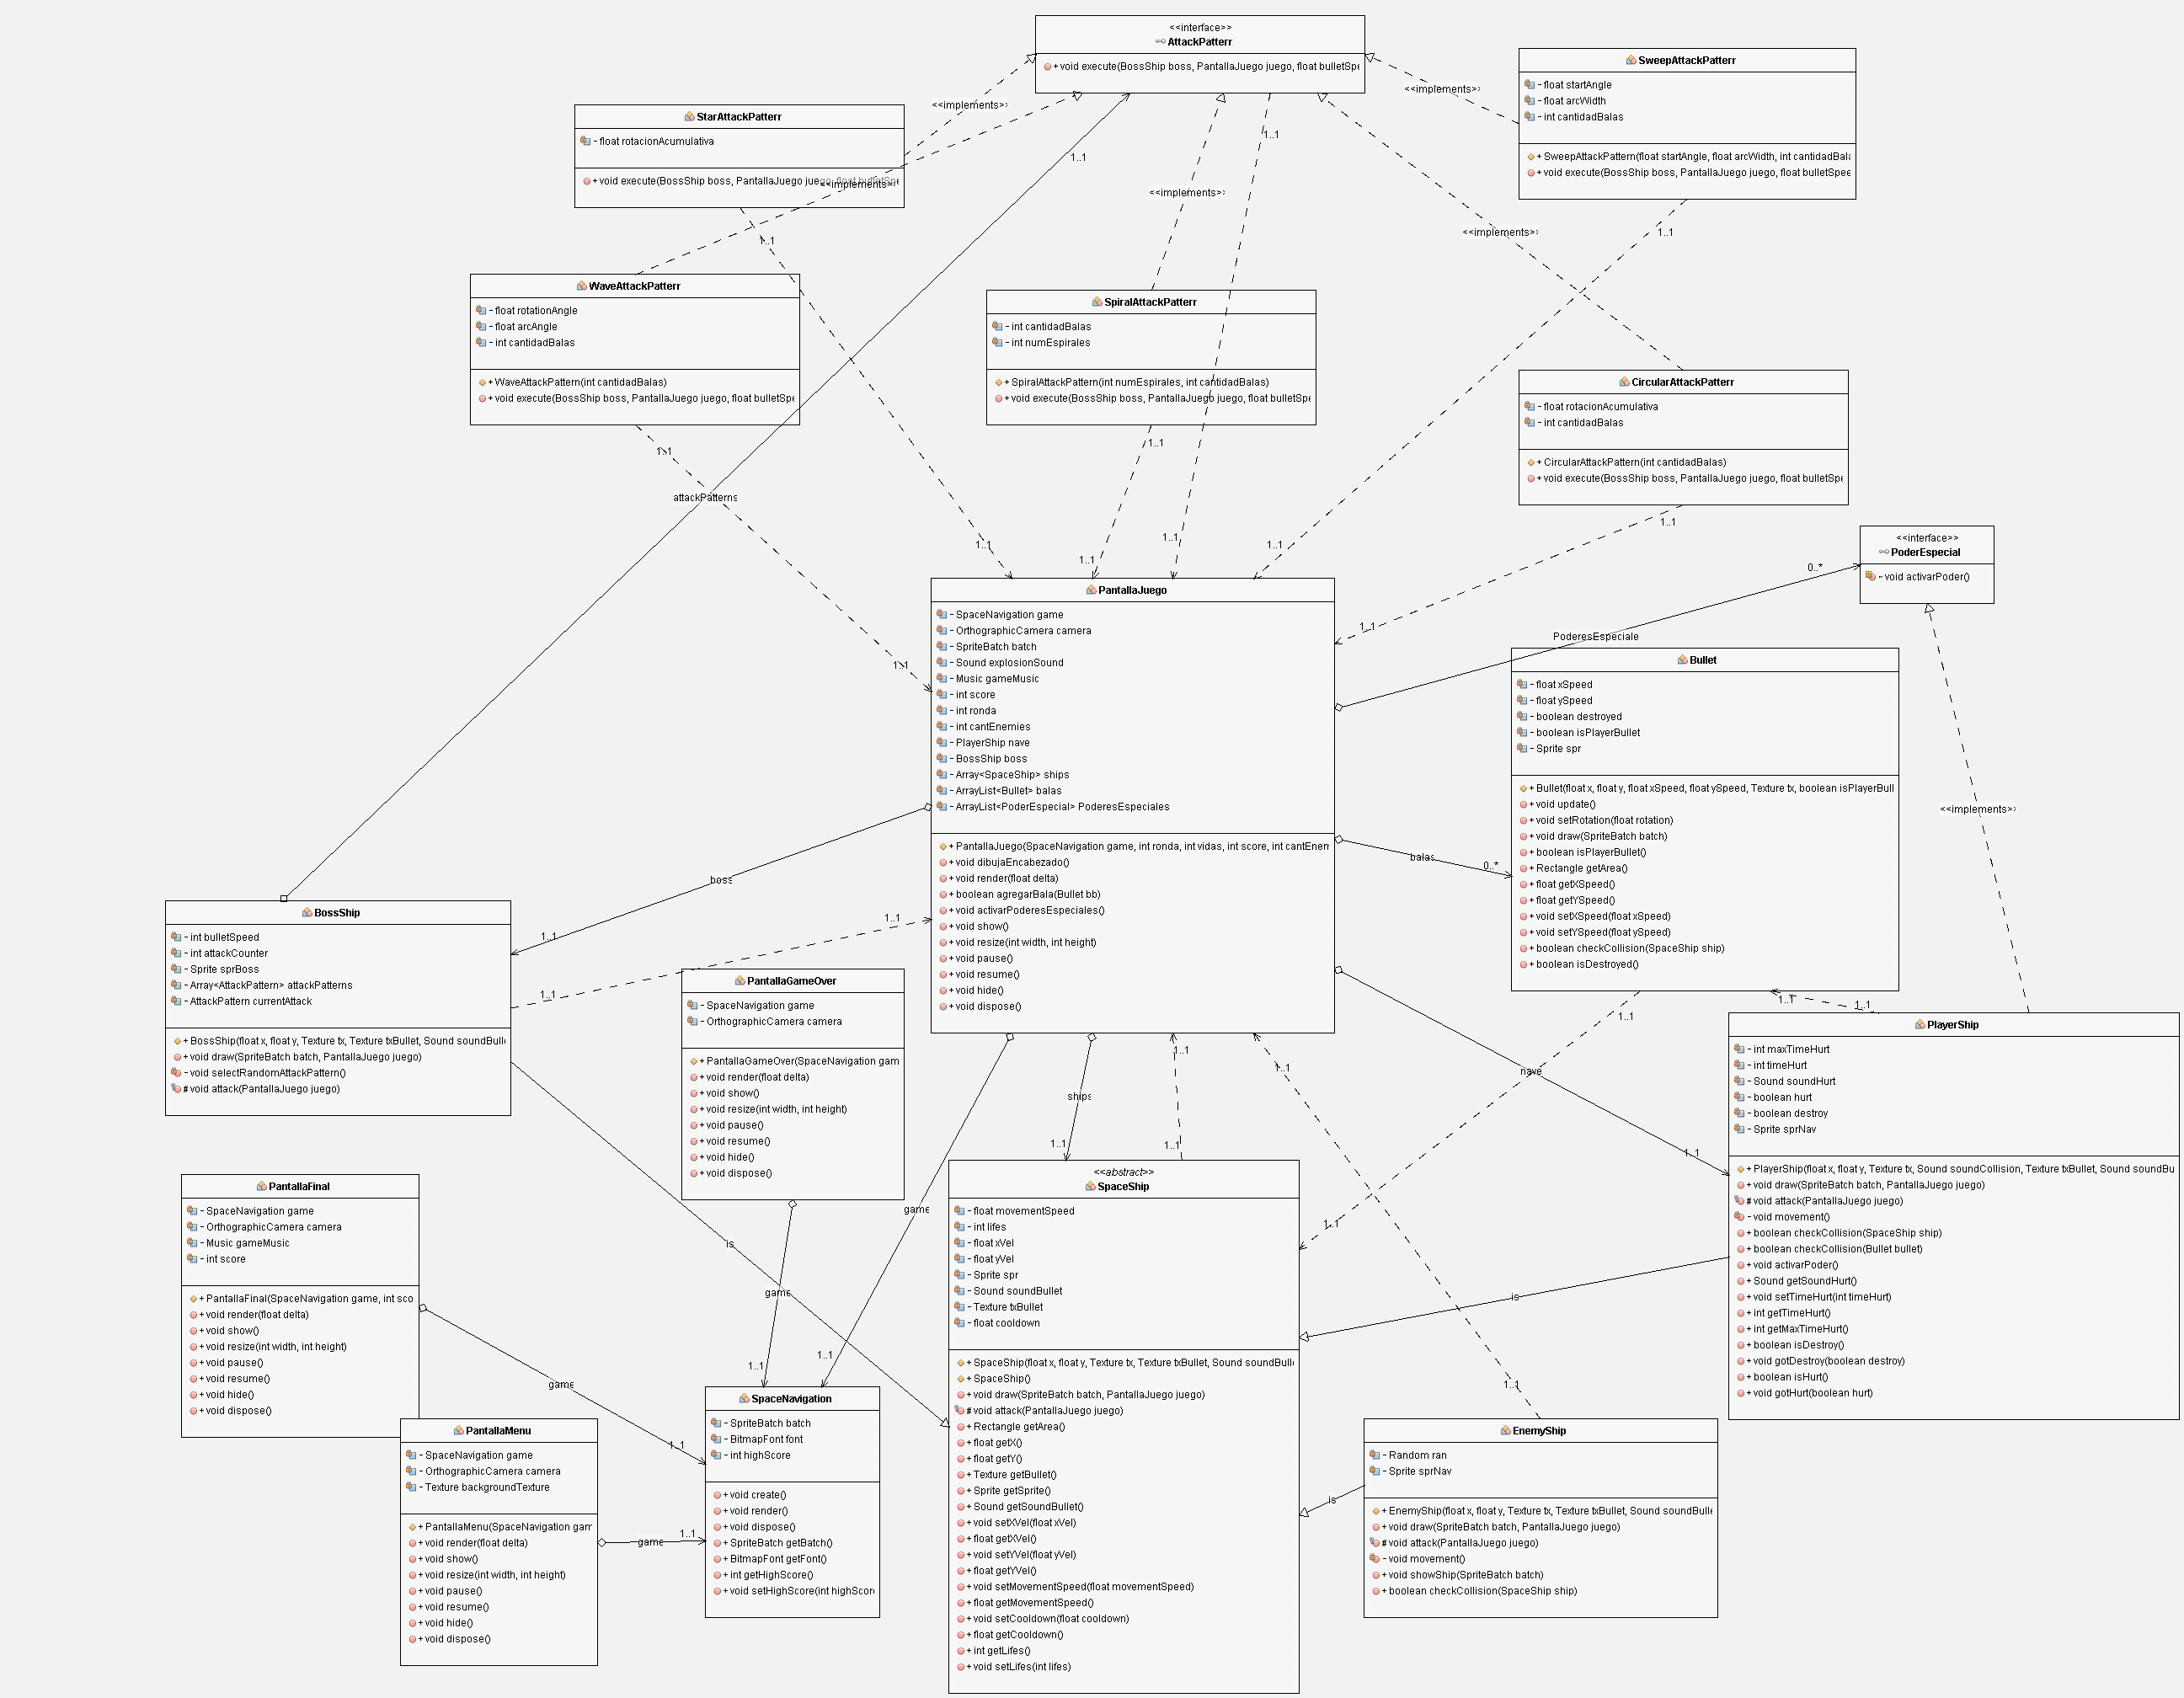 <<interface>>
AttackPatterr
+ void execute(BossShip boss, PantallaJuego juego, float bulletSpe
SweepAttackPatterr
- float startAngle
- float arcWidth
- int cantidadBalas
+ SweepAttackPattern(float startAngle, float arcWidth, int cantidadBala
+ void execute(BossShip boss, PantallaJuego juego, float bulletSpee
<<implements>>
<<implements>>
StarAttackPatterr
- float rotacionAcumulativa
+ void execute(BossShip boss, PantallaJuego juego, float bulletSpe
<<implements>>
1..1
1..1
<<implements>>
<<implements>>
1..1
1..1
WaveAttackPatterr
- float rotationAngle
- float arcAngle
- int cantidadBalas
+ WaveAttackPattern(int cantidadBalas)
+ void execute(BossShip boss, PantallaJuego juego, float bulletSpe
SpiralAttackPatterr
- int cantidadBalas
- int numEspirales
+ SpiralAttackPattern(int numEspirales, int cantidadBalas)
+ void execute(BossShip boss, PantallaJuego juego, float bulletSpe
CircularAttackPatterr
- float rotacionAcumulativa
- int cantidadBalas
+ CircularAttackPattern(int cantidadBalas)
+ void execute(BossShip boss, PantallaJuego juego, float bulletSpe
1..1
1..1
attackPatterns
1..1
1..1
1..1
1..1
1..1
<<interface>>
PoderEspecial
- void activarPoder()
0..*
1..1
PoderesEspeciale
1..1
PantallaJuego
- SpaceNavigation game
- OrthographicCamera camera
- SpriteBatch batch
- Sound explosionSound
- Music gameMusic
- int score
- int ronda
- int cantEnemies
- PlayerShip nave
- BossShip boss
- Array<SpaceShip> ships
- ArrayList<Bullet> balas
- ArrayList<PoderEspecial> PoderesEspeciales
+ PantallaJuego(SpaceNavigation game, int ronda, int vidas, int score, int cantEnem
+ void dibujaEncabezado()
+ void render(float delta)
+ boolean agregarBala(Bullet bb)
+ void activarPoderesEspeciales()
+ void show()
+ void resize(int width, int height)
+ void pause()
+ void resume()
+ void hide()
+ void dispose()
Bullet
- float xSpeed
- float ySpeed
- boolean destroyed
- boolean isPlayerBullet
- Sprite spr
+ Bullet(float x, float y, float xSpeed, float ySpeed, Texture tx, boolean isPlayerBull
+ void update()
+ void setRotation(float rotation)
+ void draw(SpriteBatch batch)
+ boolean isPlayerBullet()
+ Rectangle getArea()
+ float getXSpeed()
+ float getYSpeed()
+ void setXSpeed(float xSpeed)
+ void setYSpeed(float ySpeed)
+ boolean checkCollision(SpaceShip ship)
+ boolean isDestroyed()
<<implements>>
balas
0..*
boss
1..1
1..1
1..1
BossShip
- int bulletSpeed
- int attackCounter
- Sprite sprBoss
- Array<AttackPattern> attackPatterns
- AttackPattern currentAttack
+ BossShip(float x, float y, Texture tx, Texture txBullet, Sound soundBull
+ void draw(SpriteBatch batch, PantallaJuego juego)
- void selectRandomAttackPattern()
# void attack(PantallaJuego juego)
PantallaGameOver
- SpaceNavigation game
- OrthographicCamera camera
+ PantallaGameOver(SpaceNavigation gam
+ void render(float delta)
+ void show()
+ void resize(int width, int height)
+ void pause()
+ void resume()
+ void hide()
+ void dispose()
1..1
1..1
1..1
PlayerShip
- int maxTimeHurt
- int timeHurt
- Sound soundHurt
- boolean hurt
- boolean destroy
- Sprite sprNav
+ PlayerShip(float x, float y, Texture tx, Sound soundCollision, Texture txBullet, Sound soundBu
+ void draw(SpriteBatch batch, PantallaJuego juego)
# void attack(PantallaJuego juego)
- void movement()
+ boolean checkCollision(SpaceShip ship)
+ boolean checkCollision(Bullet bullet)
+ void activarPoder()
+ Sound getSoundHurt()
+ void setTimeHurt(int timeHurt)
+ int getTimeHurt()
+ int getMaxTimeHurt()
+ boolean isDestroy()
+ void gotDestroy(boolean destroy)
+ boolean isHurt()
+ void gotHurt(boolean hurt)
1..1
1..1
nave
ships
1..1
1..1
1..1
1..1
<<abstract>>
SpaceShip
- float movementSpeed
- int lifes
- float xVel
- float yVel
- Sprite spr
- Sound soundBullet
- Texture txBullet
- float cooldown
+ SpaceShip(float x, float y, Texture tx, Texture txBullet, Sound soundBull
+ SpaceShip()
+ void draw(SpriteBatch batch, PantallaJuego juego)
# void attack(PantallaJuego juego)
+ Rectangle getArea()
+ float getX()
+ float getY()
+ Texture getBullet()
+ Sprite getSprite()
+ Sound getSoundBullet()
+ void setXVel(float xVel)
+ float getXVel()
+ void setYVel(float yVel)
+ float getYVel()
+ void setMovementSpeed(float movementSpeed)
+ float getMovementSpeed()
+ void setCooldown(float cooldown)
+ float getCooldown()
+ int getLifes()
+ void setLifes(int lifes)
PantallaFinal
- SpaceNavigation game
- OrthographicCamera camera
- Music gameMusic
- int score
+ PantallaFinal(SpaceNavigation game, int sco
+ void render(float delta)
+ void show()
+ void resize(int width, int height)
+ void pause()
+ void resume()
+ void hide()
+ void dispose()
game
is
game
is
1..1
1..1
game
1..1
1..1
SpaceNavigation
- SpriteBatch batch
- BitmapFont font
- int highScore
+ void create()
+ void render()
+ void dispose()
+ SpriteBatch getBatch()
+ BitmapFont getFont()
+ int getHighScore()
+ void setHighScore(int highScor
PantallaMenu
- SpaceNavigation game
- OrthographicCamera camera
- Texture backgroundTexture
+ PantallaMenu(SpaceNavigation gam
+ void render(float delta)
+ void show()
+ void resize(int width, int height)
+ void pause()
+ void resume()
+ void hide()
+ void dispose()
game
1..1
EnemyShip
- Random ran
- Sprite sprNav
+ EnemyShip(float x, float y, Texture tx, Texture txBullet, Sound soundBull
+ void draw(SpriteBatch batch, PantallaJuego juego)
# void attack(PantallaJuego juego)
- void movement()
+ void showShip(SpriteBatch batch)
+ boolean checkCollision(SpaceShip ship)
is